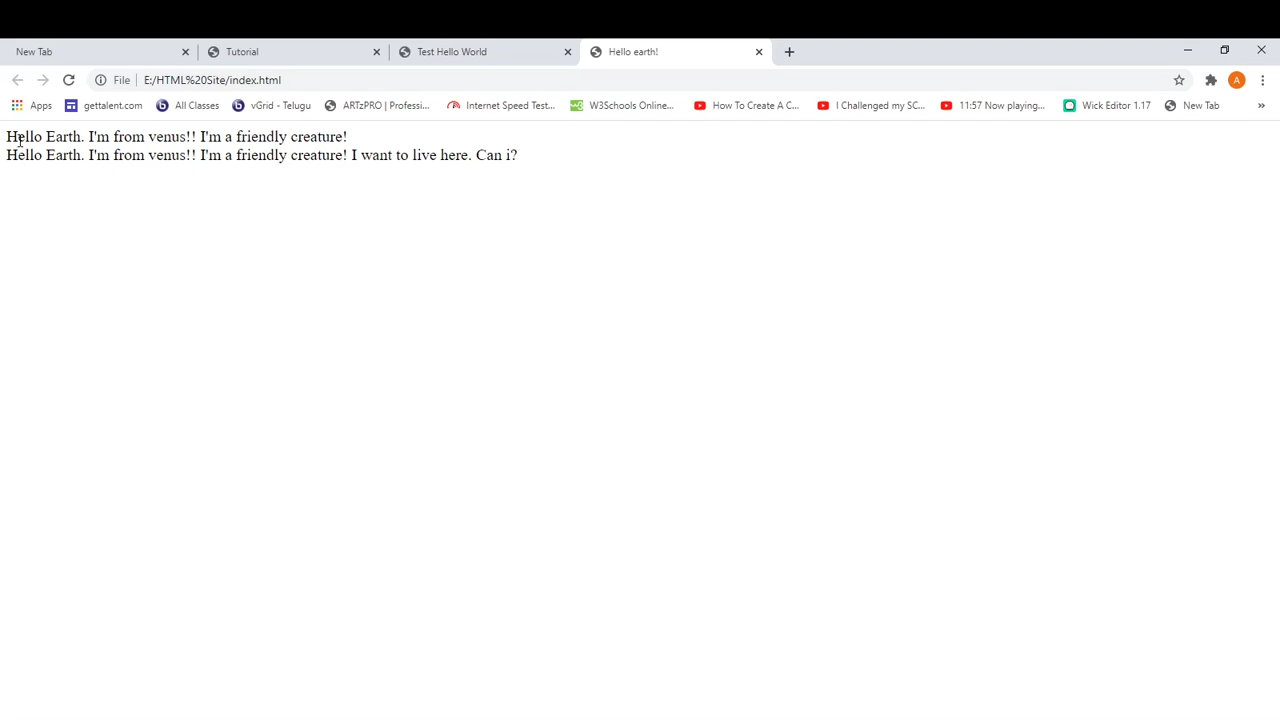 New Tab
Tutorial
Test Hello World
Hello earth!
File
E:/HTML%20Site/index.html
A
Apps
gettalent.com
All Classes
vGrid - Telugu
ARTzPRO | Professi...
Internet Speed Test...
W3Schools Online...
How To Create A C...
I Challenged my SC...
11:57 Now playing...
Wick Editor 1.17
New Tab
Hello Earth. I'm from venus!! I'm a friendly creature!
Hello Earth. I'm from venus!! I'm a friendly creature! I want to live here. Can i?